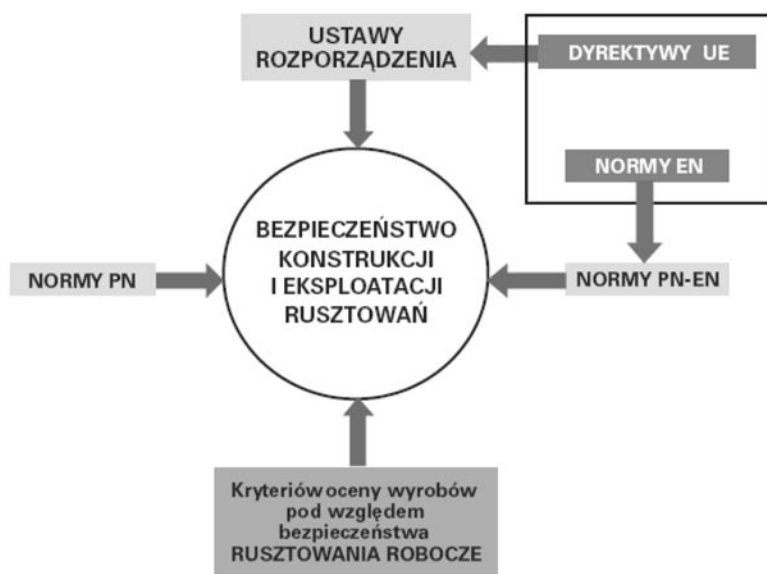 USTAWY
ROZPORZĄDZENIA
DYREKTYWY UE
NORMY EN
BEZPIECZEŃSTWO
KONSTRUKCJI
I EKSPLOATACJI
RUSZTOWAŃ
NORMY PN
NORMY PN-EN
Kryteriów oceny wyrobów
pod względem
bezpieczeństwa
RUSZTOWANIA ROBOCZE